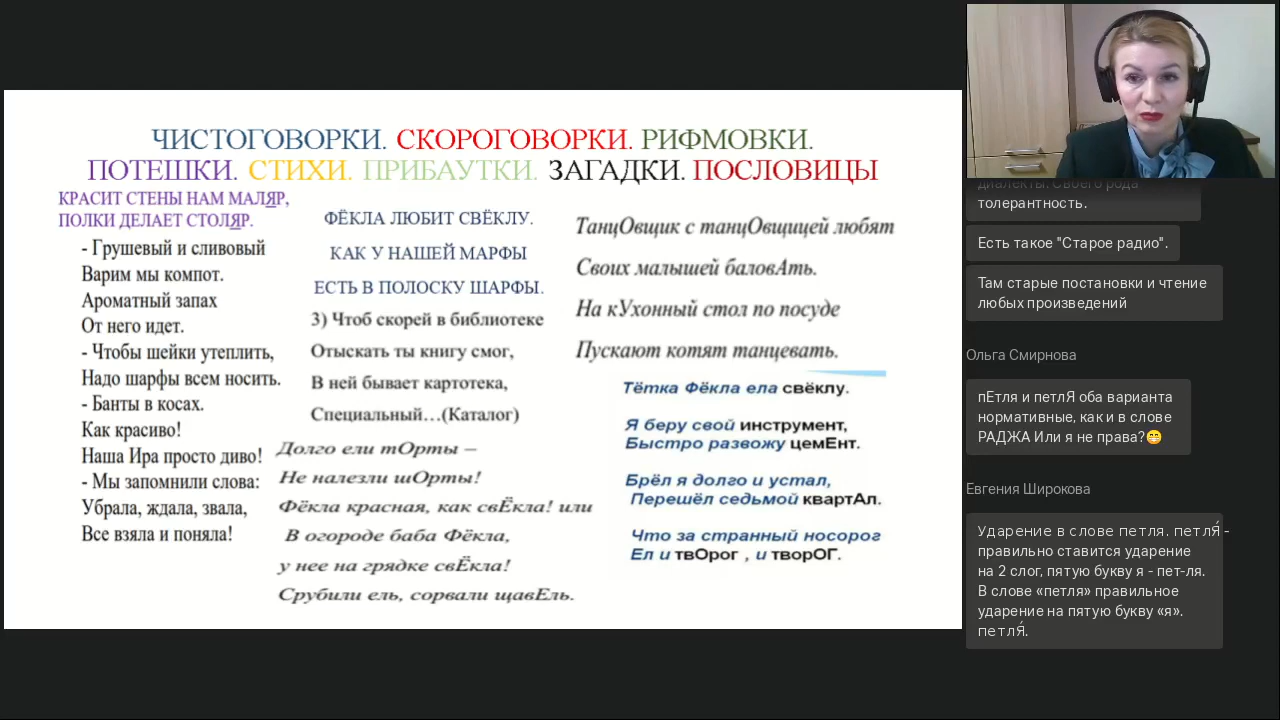 ЧИСТОГОВОРКИ. СКОРОГОВОРКИ. РИФМОВКИ.
ПОТЕШКИ. СТИХИ. ПРИБАУТКИ. ЗАГАДКИ. ПОСЛОВИЦЫ
КРАСИТ СТЕНЫ НАМ МАЛЯР,
ПОЛКИ ДЕЛАЕТ СТОЛЯР.
- Грушевый и сливовый
Варим мы компот.
Ароматный запах
От него идет.
- Чтобы шейки утеплить,
Надо шарфы всем носить.
- Банты в косах.
Как красиво!
Наша Ира просто диво!
- Мы запомнили слова:
Убрала, ждала, звала,
Все взяла и поняла!
ФЁКЛА ЛЮБИТ СВЁКЛУ.
КАК У НАШЕЙ МАРФЫ
ЕСТЬ В ПОЛОСКУ ШАРФЫ.
3) Чтоб скорей в библиотеке
Отыскать ты книгу смог,
В ней бывает картотека,
Специальный…(Каталог)
Долго ели тОрты –
Не налезли шОрты!
Фёкла красная, как свЁкла! или
В огороде баба Фёкла,
у нее на грядке свЁкла!
Срубили ель, сорвали щавЕль.
ТанцОвщик с танцОвщицей любят
Своих малышей баловАть.
На кУхонный стол по посуде
Пускают котят танцевать.
Тётка Фёкла ела свёклу.
Я беру свой инструмент,
Быстро развожу цемЕнт.
Брёл я долго и устал,
Перешёл седьмой квартАл.
Что за странный носорог
Ел и твОрог , и творОГ.
диалекты. Своего рода
толерантность.
Есть такое "Старое радио".
Там старые постановки и чтение
любых произведений
Ольга Смирнова
пЕтля и петлЯ оба варианта
нормативные, как и в слове
РАДЖА Или я не права?😁
Евгения Широкова
Ударение в слове петля. петлЯ́ -
правильно ставится ударение
на 2 слог, пятую букву я - пет-ля.
В слове «петля» правильное
ударение на пятую букву «я».
петлЯ́.